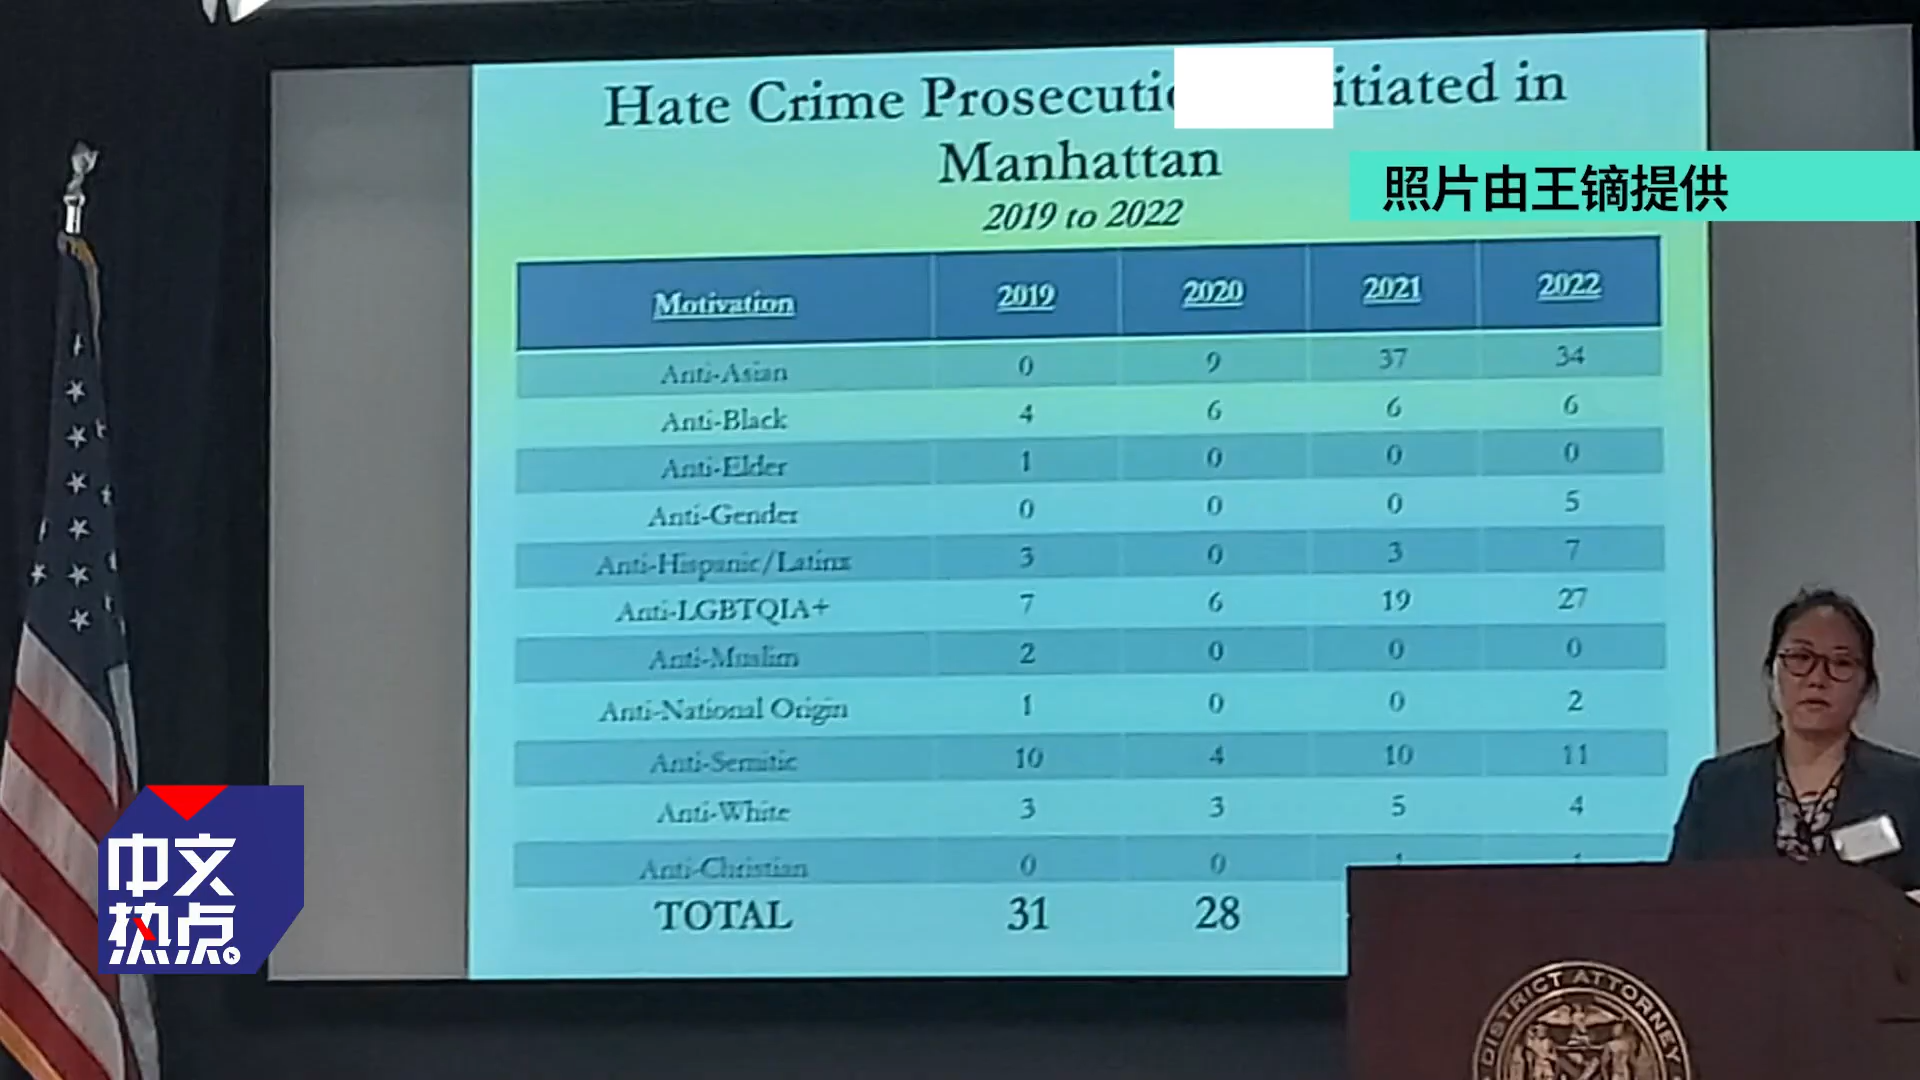 Hate Crime Prosecutio itiated in
Manhattan
2019 to 2022
照片由王镝提供
Motivation 2019 2020 2021 2022
Anti-Asian 0 9 37 34
Anti-Black 4 6 6 6
Anti-Elder 1 0 0 0
Anti-Gender 0 0 0 5
Anti-Hispanic/Latinx 3 0 3 7
Anti-LGBTQIA+ 7 6 19 27
Anti-Muslim 2 0 0 0
Anti-National Origin 1 0 0 2
Anti-Semitic 10 4 10 11
Anti-White 3 3 5 4
Anti-Christian 0 0
TOTAL 31 28
中文
热点
DISTRICT ATTORNEY